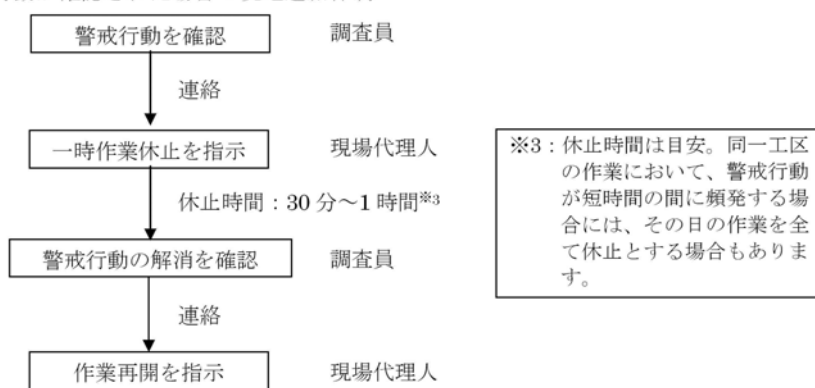 警戒行動を確認 調査員
連絡
一時作業休止を指示 現場代理人
休止時間：30 分～1 時間※3
警戒行動の解消を確認 調査員
連絡
作業再開を指示 現場代理人
※3：休止時間は目安。同一工区
の作業において、警戒行動
が短時間の間に頻発する場
合には、その日の作業を全
て休止とする場合もありま
す。